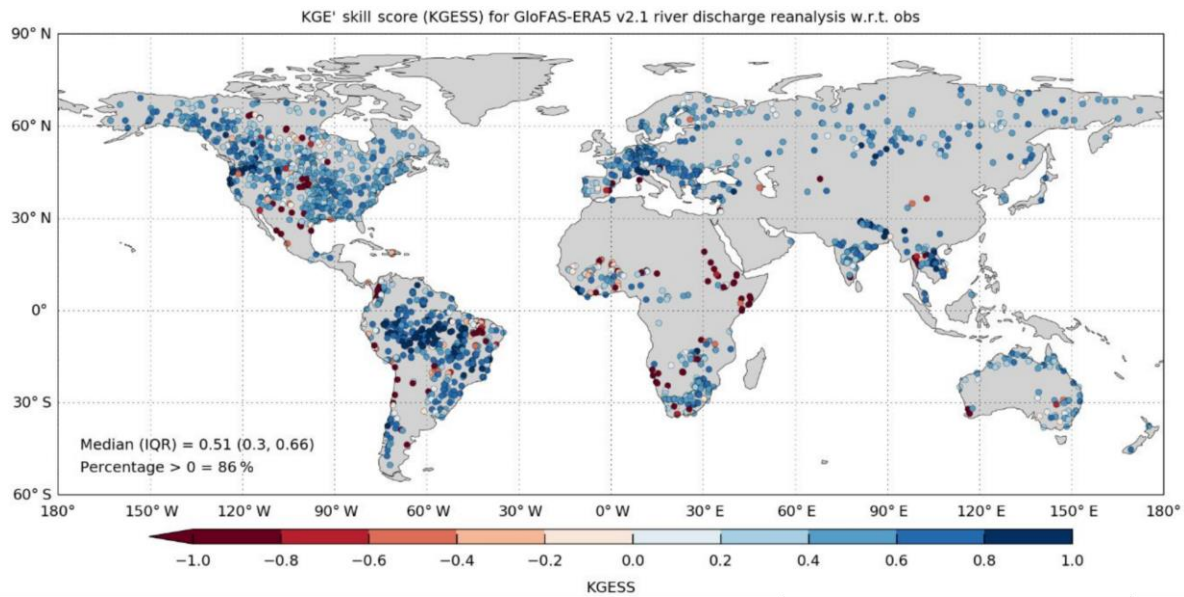 KGE' skill score (KGESS) for GloFAS-ERA5 v2.1 river discharge reanalysis w.r.t. obs
90° N
60° N
30° N
0°
30° S
Median (IQR) = 0.51 (0.3, 0.66)
Percentage > 0 = 86 %
60° S
180° 150° W 120° W 90° W 60° W 30° W 0° W 30° E 60° E 90° E 120° E 150° E 180°
−1.0 −0.8 −0.6 −0.4 −0.2 0.0 0.2 0.4 0.6 0.8 1.0
KGESS